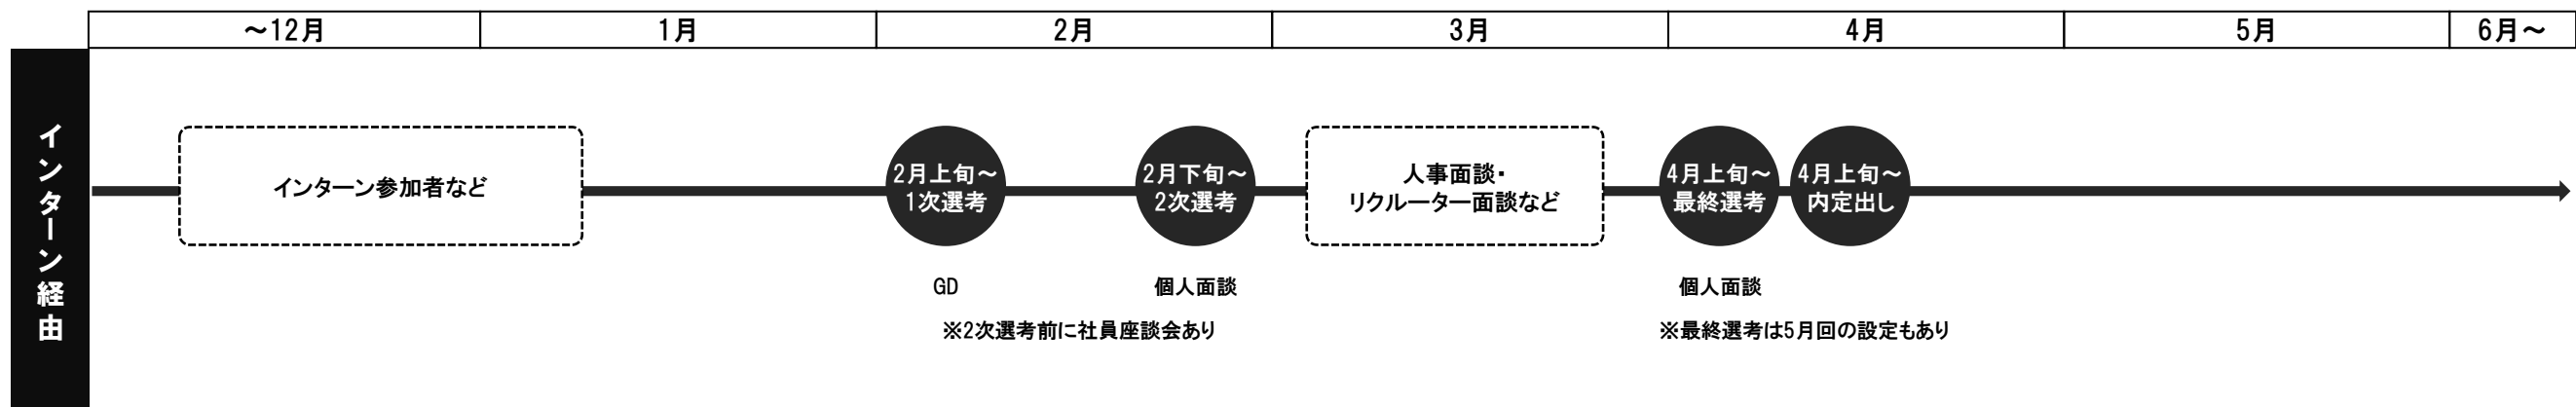 ～12月
1月
2月
3月
4月
5月
6月～
インターン経由
インターン参加者など
2月上旬～
1次選考
2月下旬～
2次選考
人事面談・
リクルーター面談など
4月上旬～
最終選考
4月上旬～
内定出し
GD
個人面談
個人面談
※2次選考前に社員座談会あり
※最終選考は5月回の設定もあり